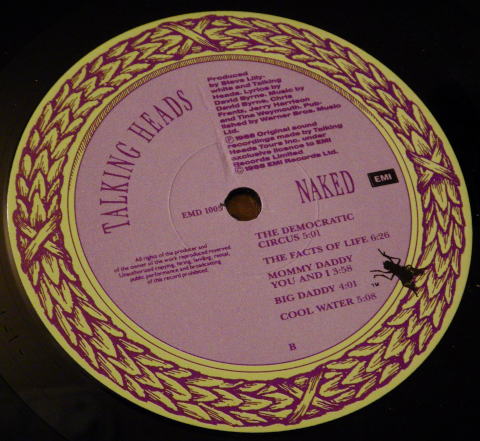 TALKING HEADS
Produced
by Steve Lilly-
white and Talking
Heads. Lyrics by
David Byrne. Music by
David Byrne, Chris
Frantz, Jerry Harrison
and Tina Weymouth. Pub-
lished by Warner Bros. Music
Ltd.
℗ 1988 Original sound
recordings made by Talking
Heads Tours Inc. under
exclusive licence to EMI
Records Limited
© 1988 EMI Records Ltd.
NAKED
EMI
EMD 1005
THE DEMOCRATIC
CIRCUS 5:01
THE FACTS OF LIFE 6:26
MOMMY DADDY
YOU AND I 3:58
BIG DADDY 4:01
COOL WATER 5:08
TM
All rights of the producer and
of the owner of the work reproduced reserved
Unauthorised copying, hiring, lending, rental,
public performance and broadcasting
of this record prohibited.
B